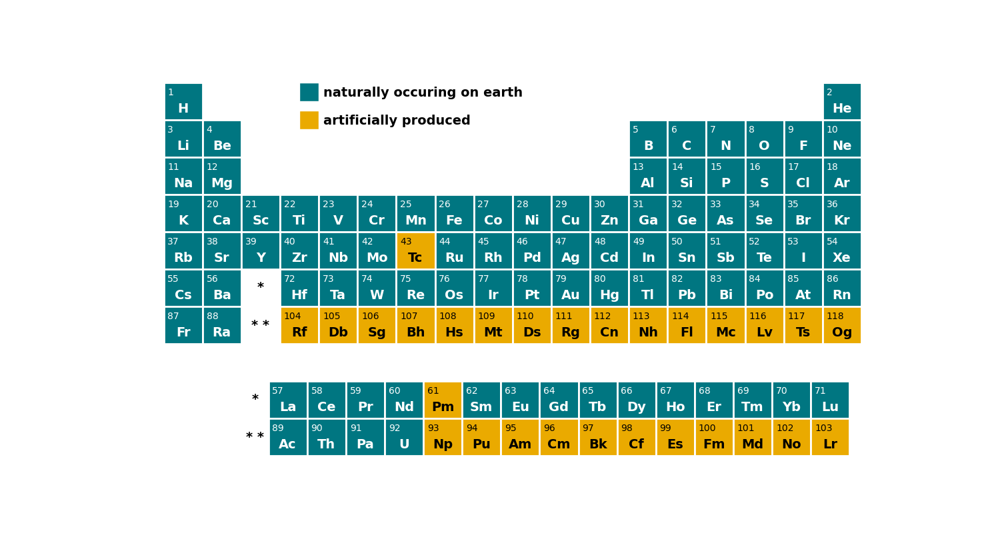 naturally occuring on earth
artificially produced
1 2
H He
3 4 5 6 7 8 9 10
Li Be B C N O F Ne
11 12 13 14 15 16 17 18
Na Mg Al Si P S Cl Ar
19 20 21 22 23 24 25 26 27 28 29 30 31 32 33 34 35 36
K Ca Sc Ti V Cr Mn Fe Co Ni Cu Zn Ga Ge As Se Br Kr
37 38 39 40 41 42 43 44 45 46 47 48 49 50 51 52 53 54
Rb Sr Y Zr Nb Mo Tc Ru Rh Pd Ag Cd In Sn Sb Te I Xe
55 56 * 72 73 74 75 76 77 78 79 80 81 82 83 84 85 86
Cs Ba Hf Ta W Re Os Ir Pt Au Hg Tl Pb Bi Po At Rn
87 88 * * 104 105 106 107 108 109 110 111 112 113 114 115 116 117 118
Fr Ra Rf Db Sg Bh Hs Mt Ds Rg Cn Nh Fl Mc Lv Ts Og
* 57 58 59 60 61 62 63 64 65 66 67 68 69 70 71
La Ce Pr Nd Pm Sm Eu Gd Tb Dy Ho Er Tm Yb Lu
* * 89 90 91 92 93 94 95 96 97 98 99 100 101 102 103
Ac Th Pa U Np Pu Am Cm Bk Cf Es Fm Md No Lr